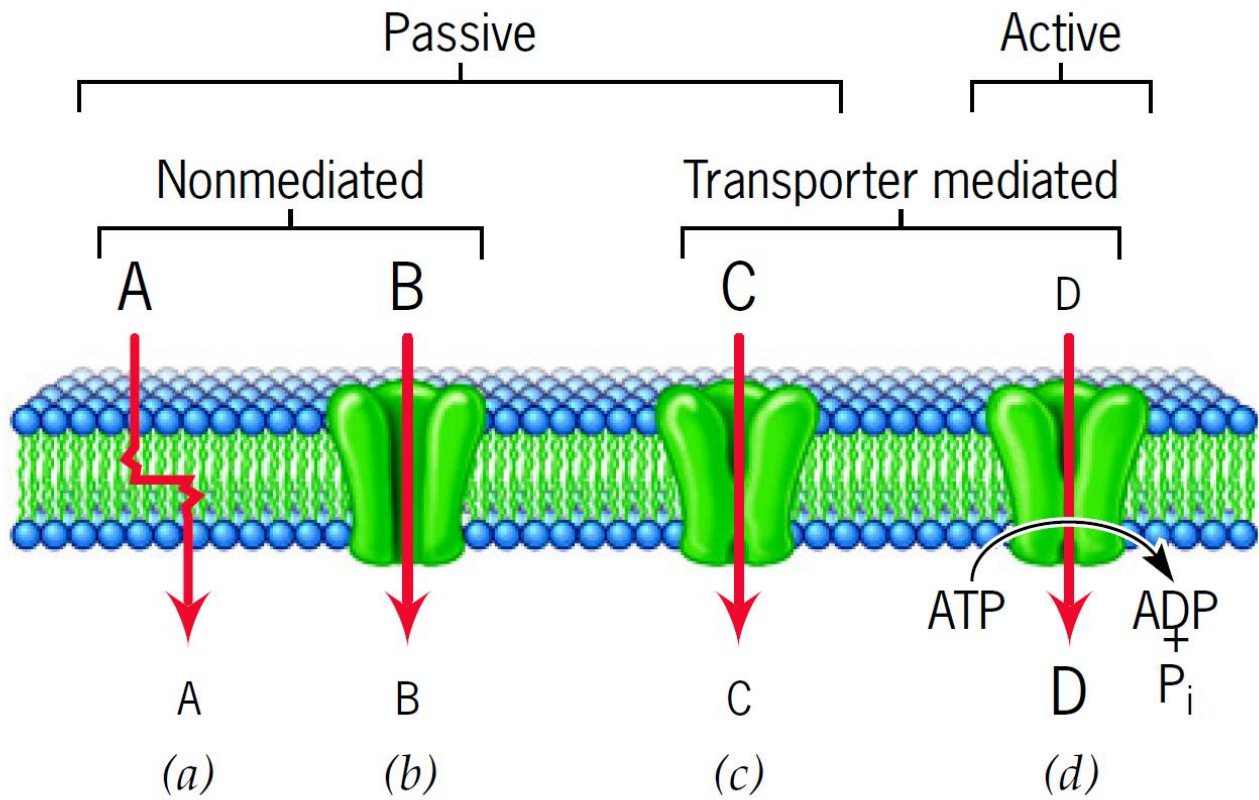 Passive Active
Nonmediated Transporter mediated
A B C D
ATP ADP
+
Pi
A B C D
(a) (b) (c) (d)